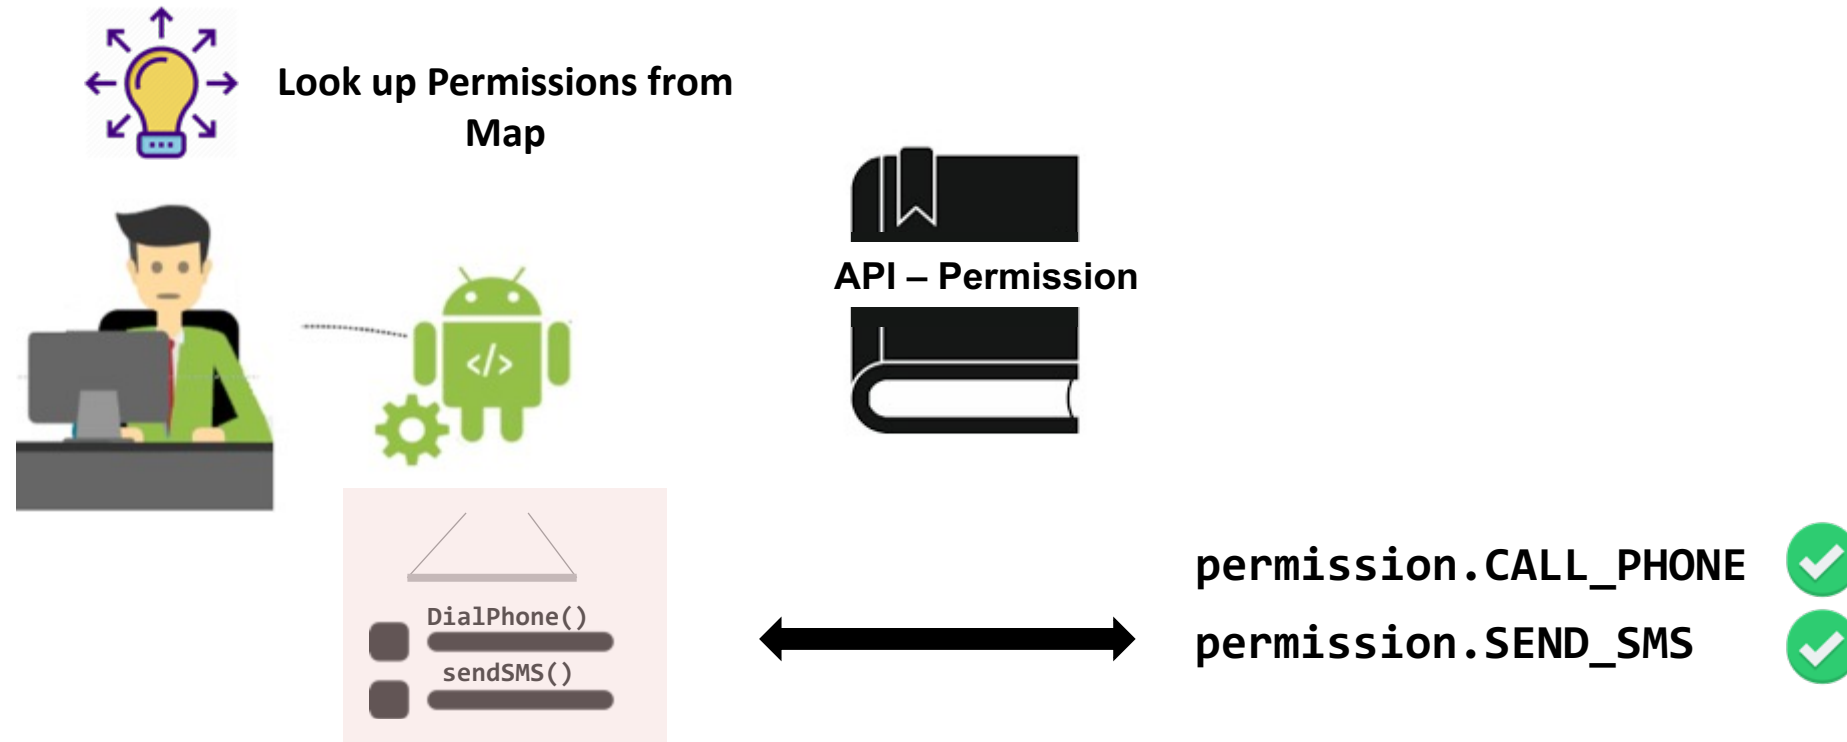 Look up Permissions from
Map
API – Permission
</>
DialPhone()
sendSMS()
permission.CALL_PHONE
permission.SEND_SMS